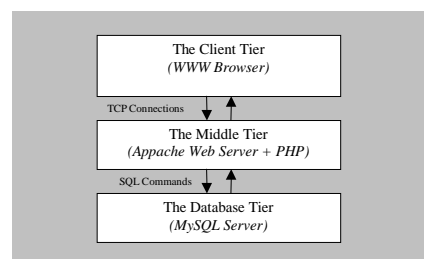 The Client Tier
(WWW Browser)
TCP Connections
The Middle Tier
(Appache Web Server + PHP)
SQL Commands
The Database Tier
(MySQL Server)